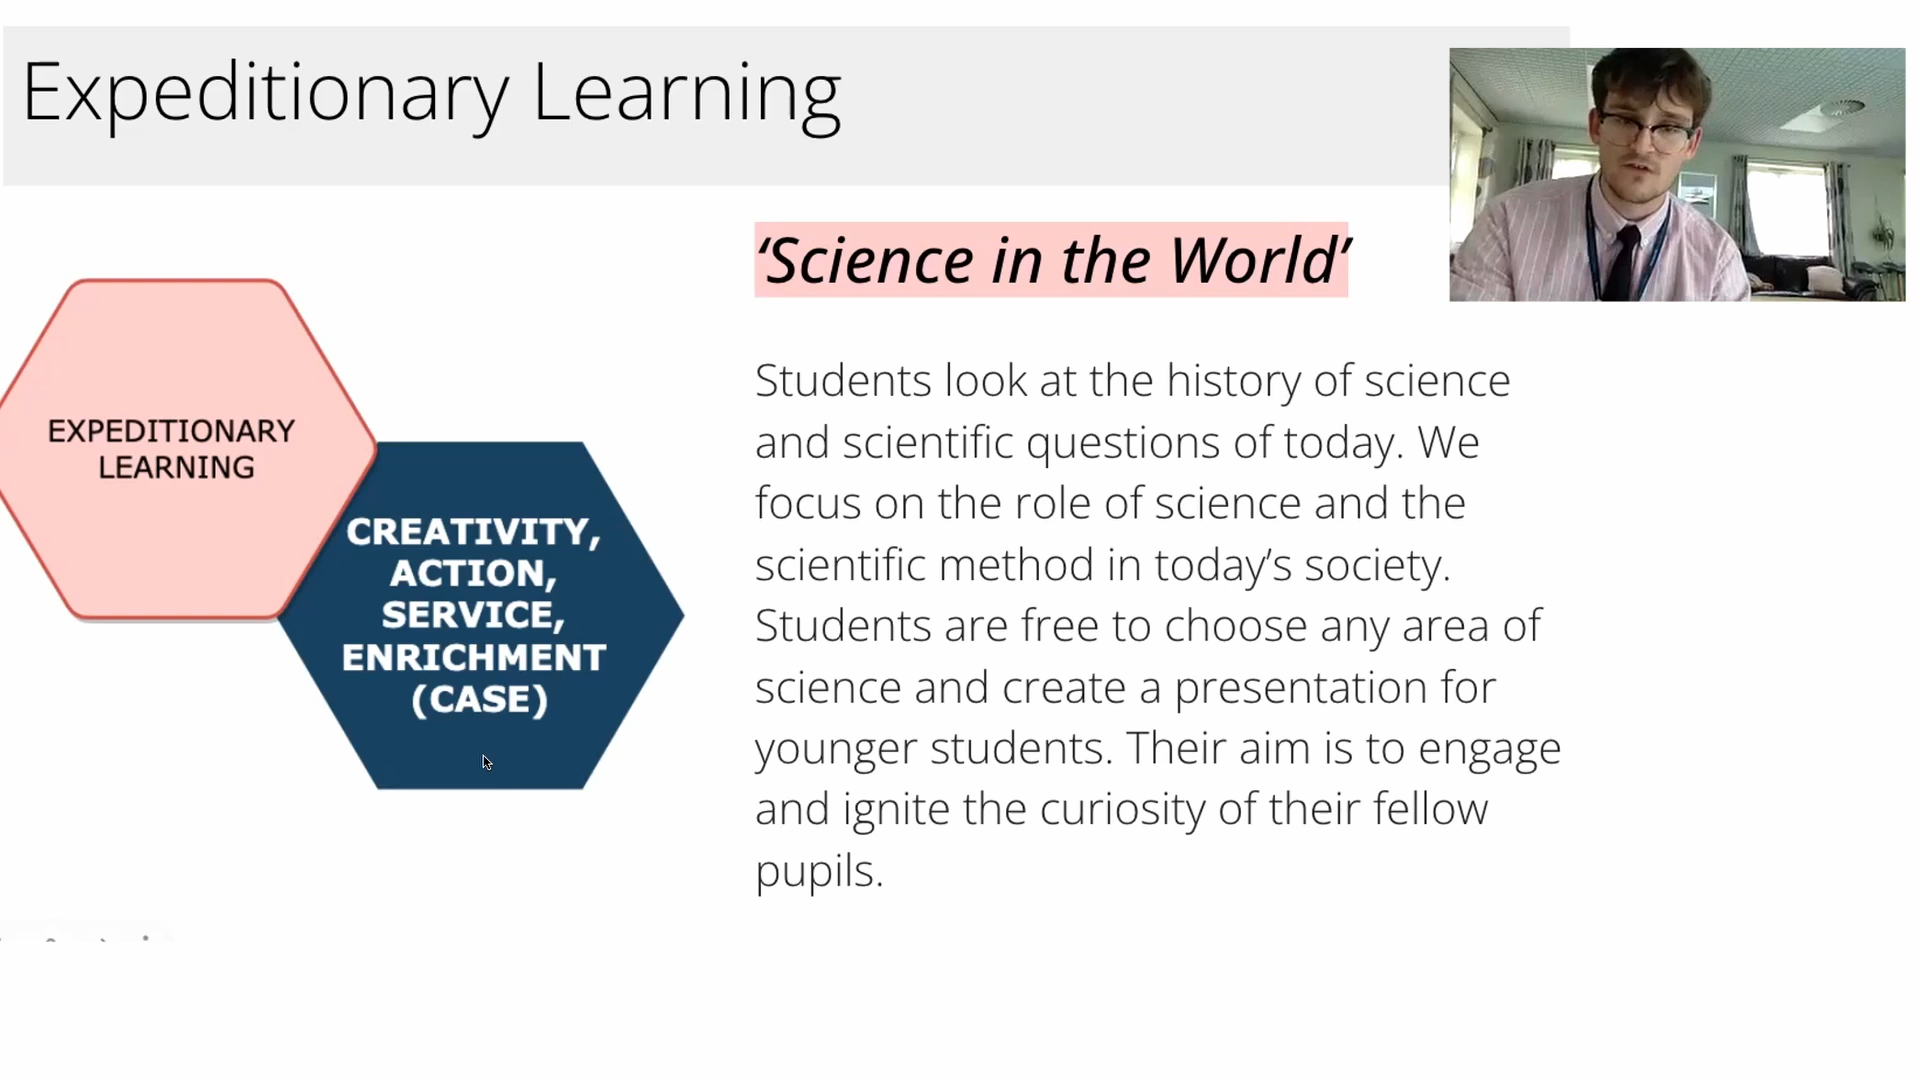 Expeditionary Learning
‘Science in the World’
EXPEDITIONARY
LEARNING
CREATIVITY,
ACTION,
SERVICE,
ENRICHMENT
(CASE)
Students look at the history of science
and scientific questions of today. We
focus on the role of science and the
scientific method in today’s society.
Students are free to choose any area of
science and create a presentation for
younger students. Their aim is to engage
and ignite the curiosity of their fellow
pupils.